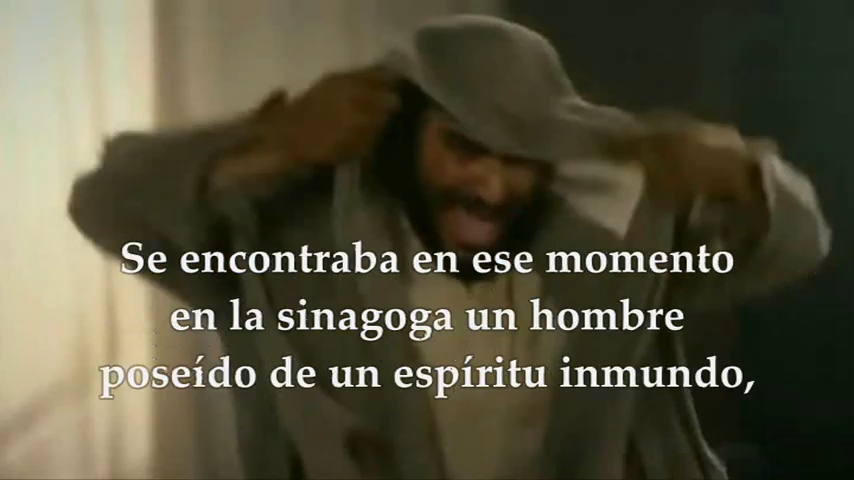 Se encontraba en ese momento
en la sinagoga un hombre
poseído de un espíritu inmundo,